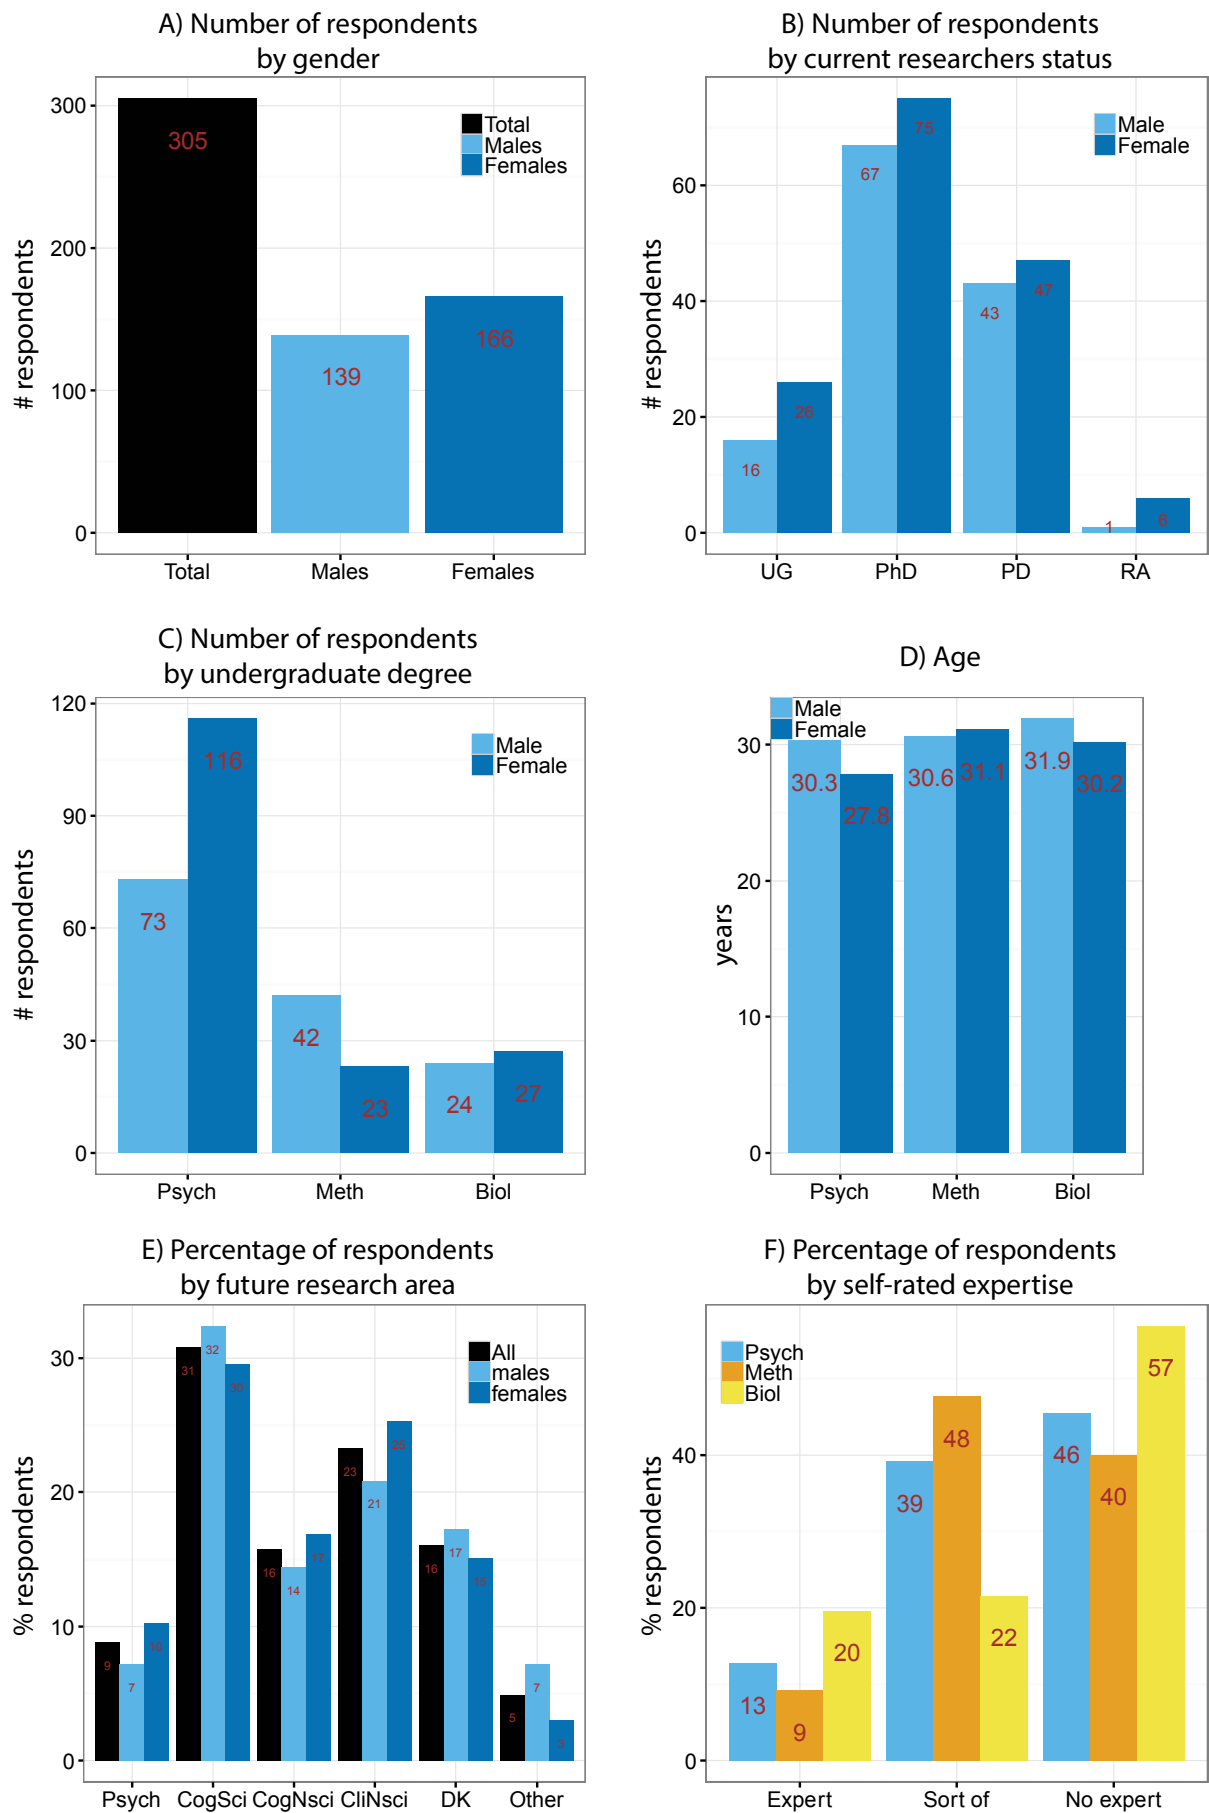 A) Number of respondents
by gender
300
200
100
0
# respondents
305
139
166
Total
Males
Females
Total
Males
Females
B) Number of respondents
by current researchers status
60
40
20
0
# respondents
Male
Female
16
26
67
75
43
47
1
6
UG
PhD
PD
RA
C) Number of respondents
by undergraduate degree
120
90
60
30
0
# respondents
Male
Female
73
116
42
23
24
27
Psych
Meth
Biol
D) Age
30
20
10
0
years
Male
Female
30.3
27.8
30.6
31.1
31.9
30.2
Psych
Meth
Biol
E) Percentage of respondents
by future research area
30
20
10
0
% respondents
All
males
females
9
7
10
31
32
30
16
14
17
23
21
25
16
17
15
5
7
3
Psych
CogSci
CogNsci
CliNsci
DK
Other
F) Percentage of respondents
by self-rated expertise
40
20
0
% respondents
Psych
Meth
Biol
13
9
20
39
48
22
46
40
57
Expert
Sort of
No expert